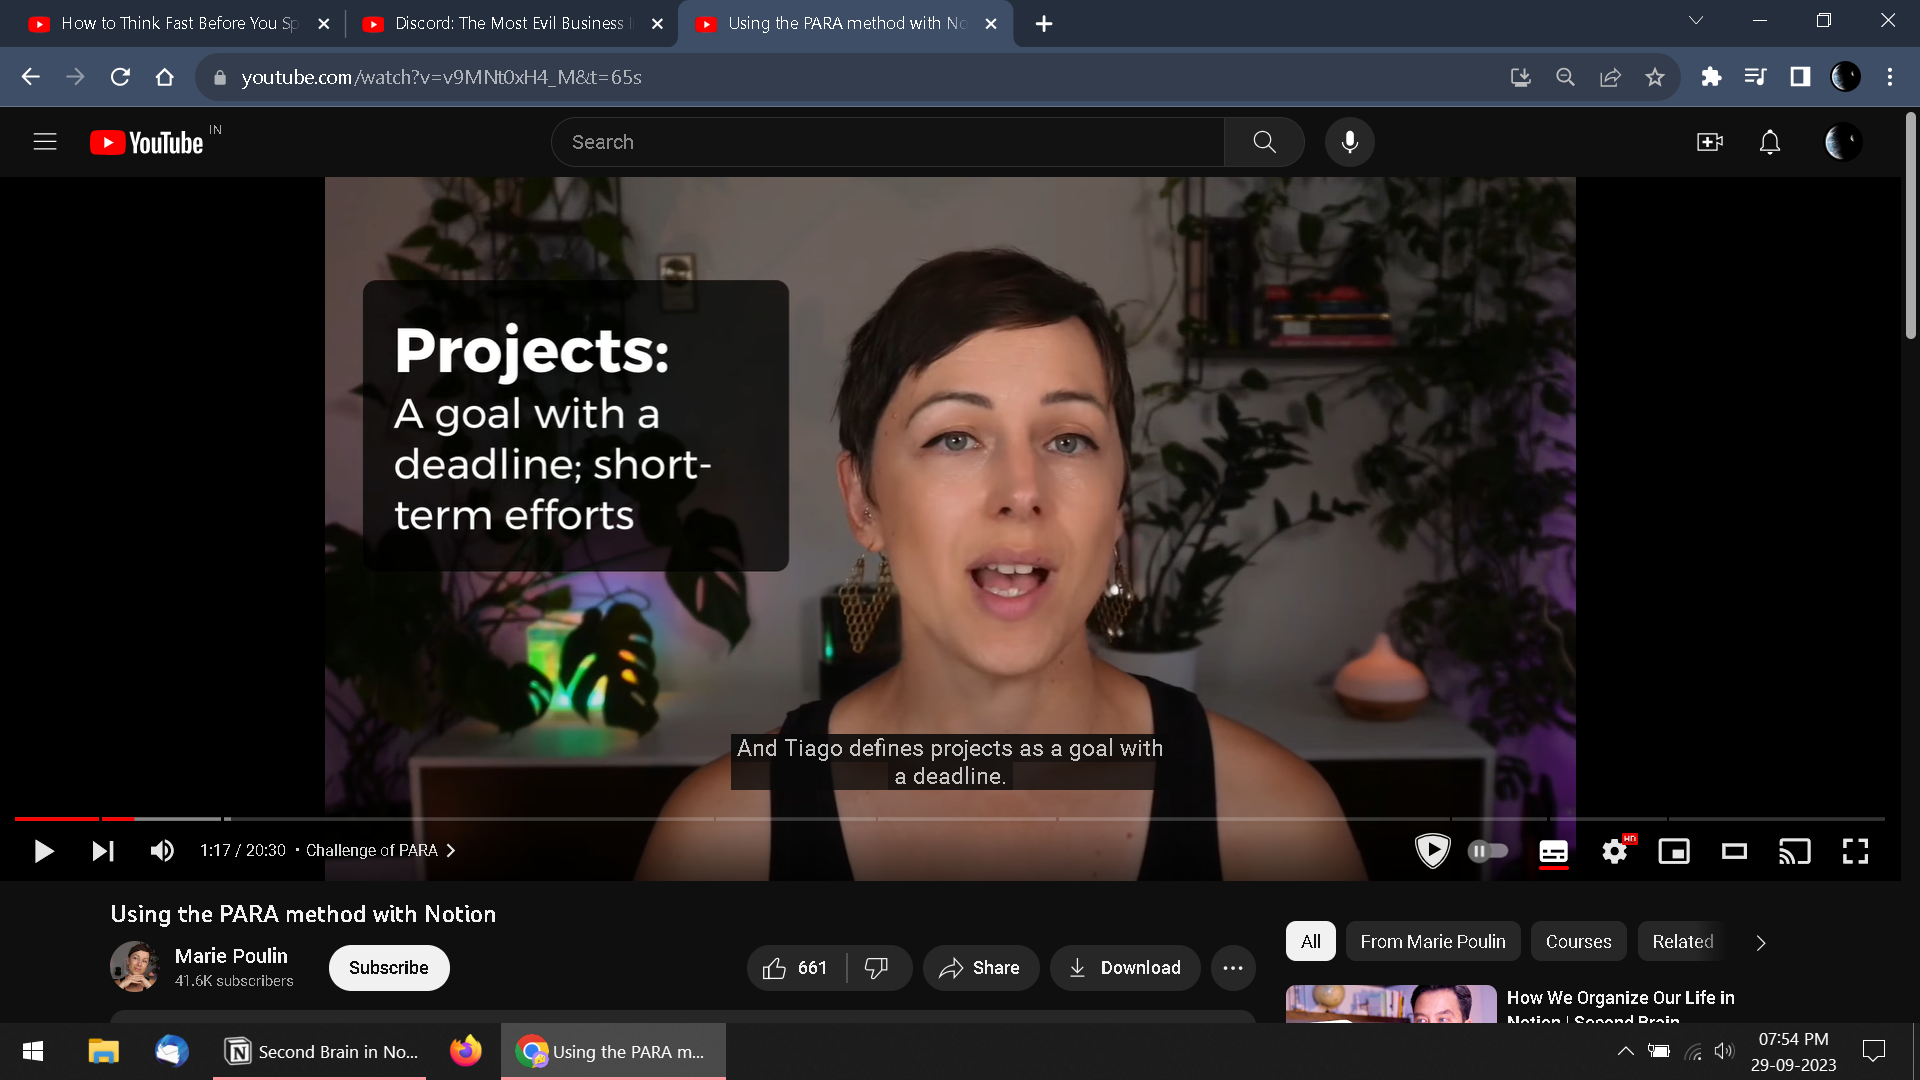 How to Think Fast Before You Sp
Discord: The Most Evil Business
Using the PARA method with No
youtube.com/watch?v=v9MNt0xH4_M&t=65s
YouTube IN
Search
Projects:
A goal with a
deadline; short-
term efforts
And Tiago defines projects as a goal with
a deadline.
1:17 / 20:30 • Challenge of PARA
HD
Using the PARA method with Notion
Marie Poulin
41.6K subscribers
Subscribe
661
Share
Download
All
From Marie Poulin
Courses
Related
How We Organize Our Life in
Notion | Second Brain
Second Brain in No...
Using the PARA m...
07:54 PM
29-09-2023